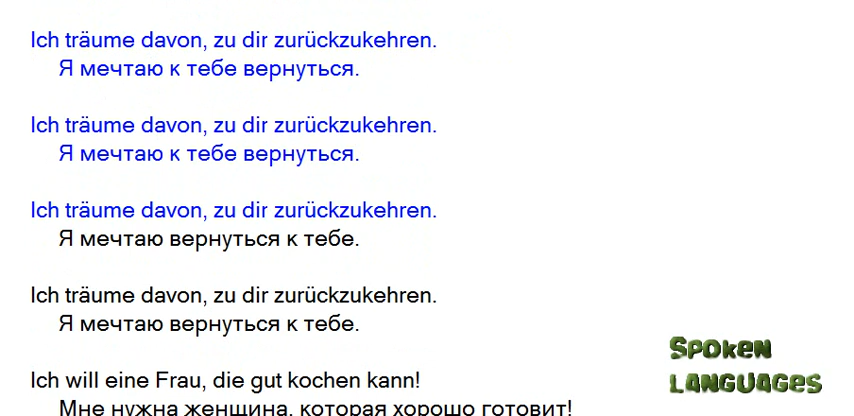 Ich träume davon, zu dir zurückzukehren.
Я мечтаю к тебе вернуться.
Ich träume davon, zu dir zurückzukehren.
Я мечтаю к тебе вернуться.
Ich träume davon, zu dir zurückzukehren.
Я мечтаю вернуться к тебе.
Ich träume davon, zu dir zurückzukehren.
Я мечтаю вернуться к тебе.
Ich will eine Frau, die gut kochen kann!
Мне нужна женщина, которая хорошо готовит!
Spoken
Languages